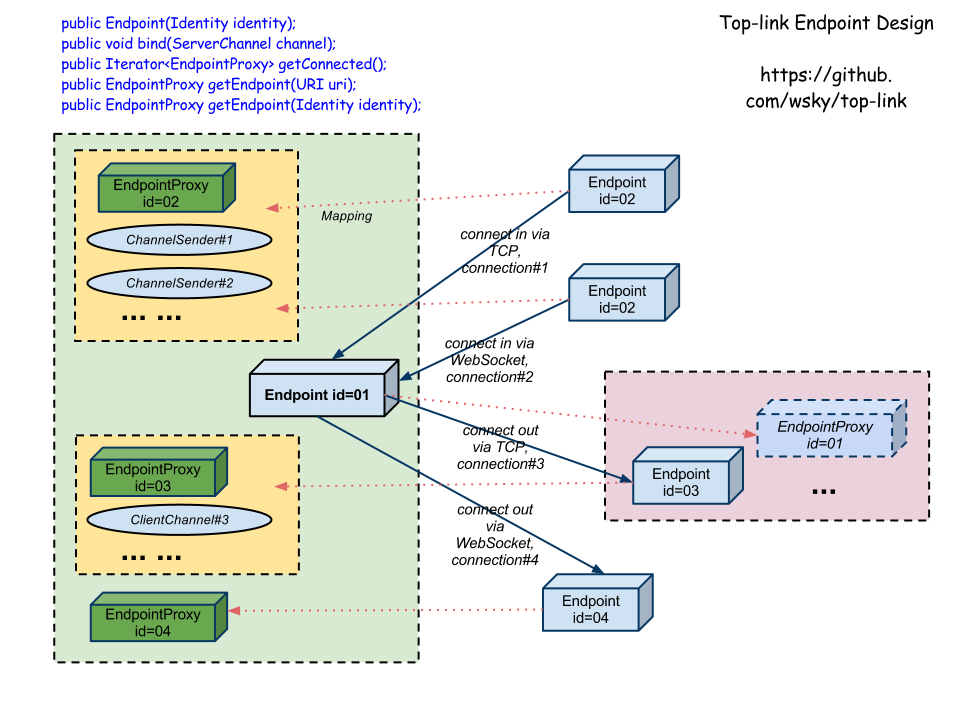 public Endpoint(Identity identity);
public void bind(ServerChannel channel);
public Iterator<EndpointProxy> getConnected();
public EndpointProxy getEndpoint(URI uri);
public EndpointProxy getEndpoint(Identity identity);
Top-link Endpoint Design
https://github.
com/wsky/top-link
EndpointProxy
id=02
ChannelSender#1
ChannelSender#2
... ...
Mapping
Endpoint
id=02
connect in via
TCP,
connection#1
Endpoint
id=02
connect in via
WebSocket,
connection#2
Endpoint id=01
EndpointProxy
id=01
connect out
via TCP,
connection#3
Endpoint
id=03
...
EndpointProxy
id=03
ClientChannel#3
... ...
connect out
via
WebSocket,
connection#4
EndpointProxy
id=04
Endpoint
id=04